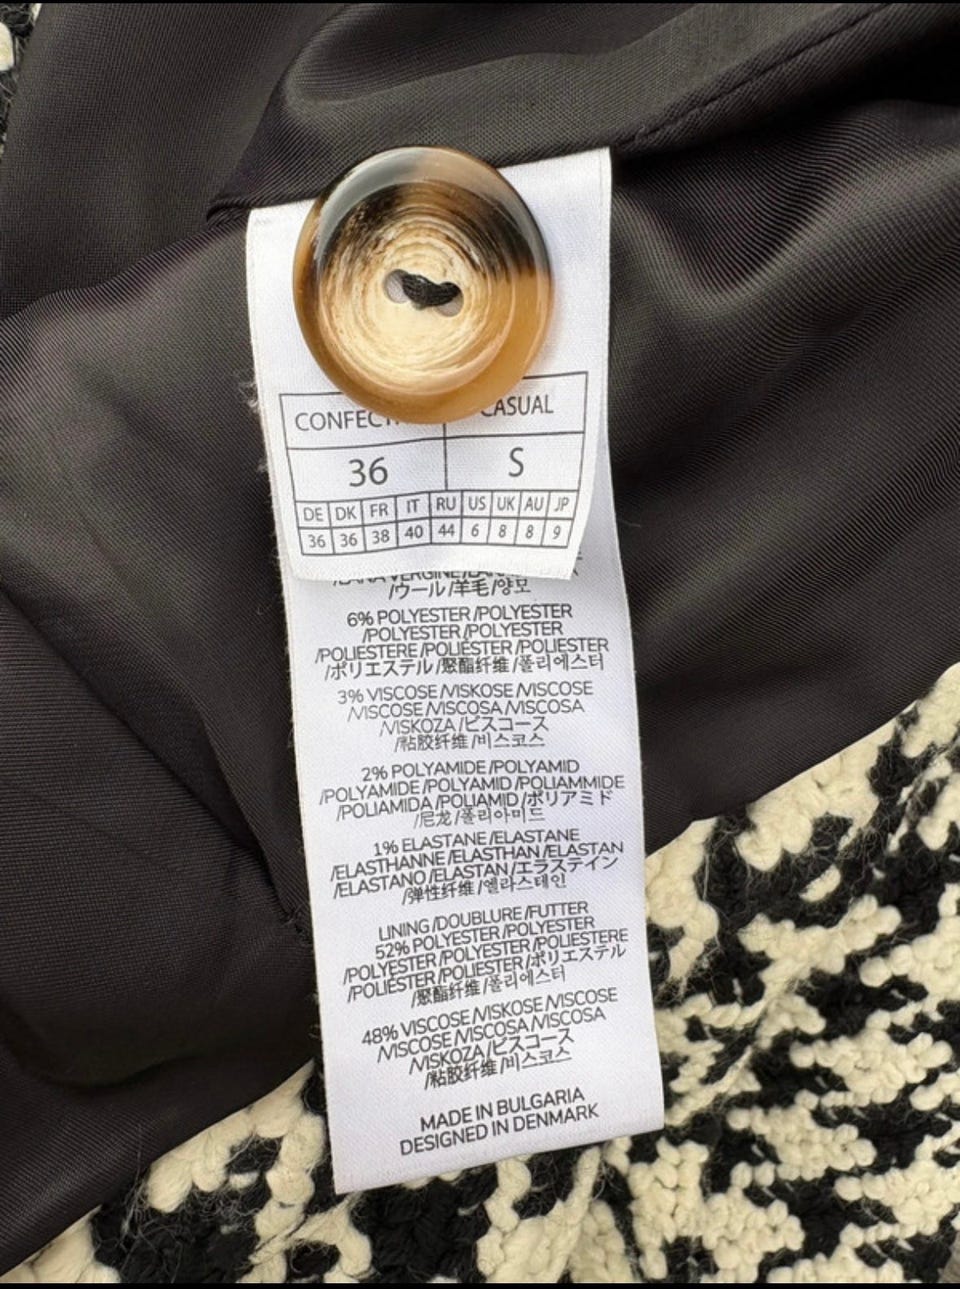 CASUAL
36 S
DE DK FR IT RU US UK AU JP
36 36 38 40 44 6 8 8 9
/ウール/羊毛/양모
6% POLYESTER /POLYESTER
/POLYESTER /POLYESTER
/POLIESTERE /POLIÉSTER /POLIESTER
/ポリエステル /聚酯纤维 /폴리에스터
3% VISCOSE /VISKOSE /VISCOSE
/VISCOSE /VISCOSA /VISCOSA
/VISKOZA /ビスコース
/粘胶纤维 /비스코스
2% POLYAMIDE /POLYAMID
/POLYAMIDE /POLYAMID /POLIAMMIDE
/POLIAMIDA /POLIAMID /ポリアミド
/尼龙 /폴리아미드
1% ELASTANE /ELASTANE
/ELASTHANNE /ELASTHAN /ELASTAN
/ELASTANO /ELASTAN /エラステイン
/弹性纤维 /엘라스테인
LINING /DOUBLURE /FUTTER
52% POLYESTER /POLYESTER
/POLYESTER /POLYESTER /POLIESTERE
/POLIÉSTER /POLIESTER /ポリエステル
/聚酯纤维 /폴리에스터
48% VISCOSE /VISKOSE /VISCOSE
/VISCOSE /VISCOSA /VISCOSA
/VISKOZA /ビスコース
/粘胶纤维 /비스코스
MADE IN BULGARIA
DESIGNED IN DENMARK